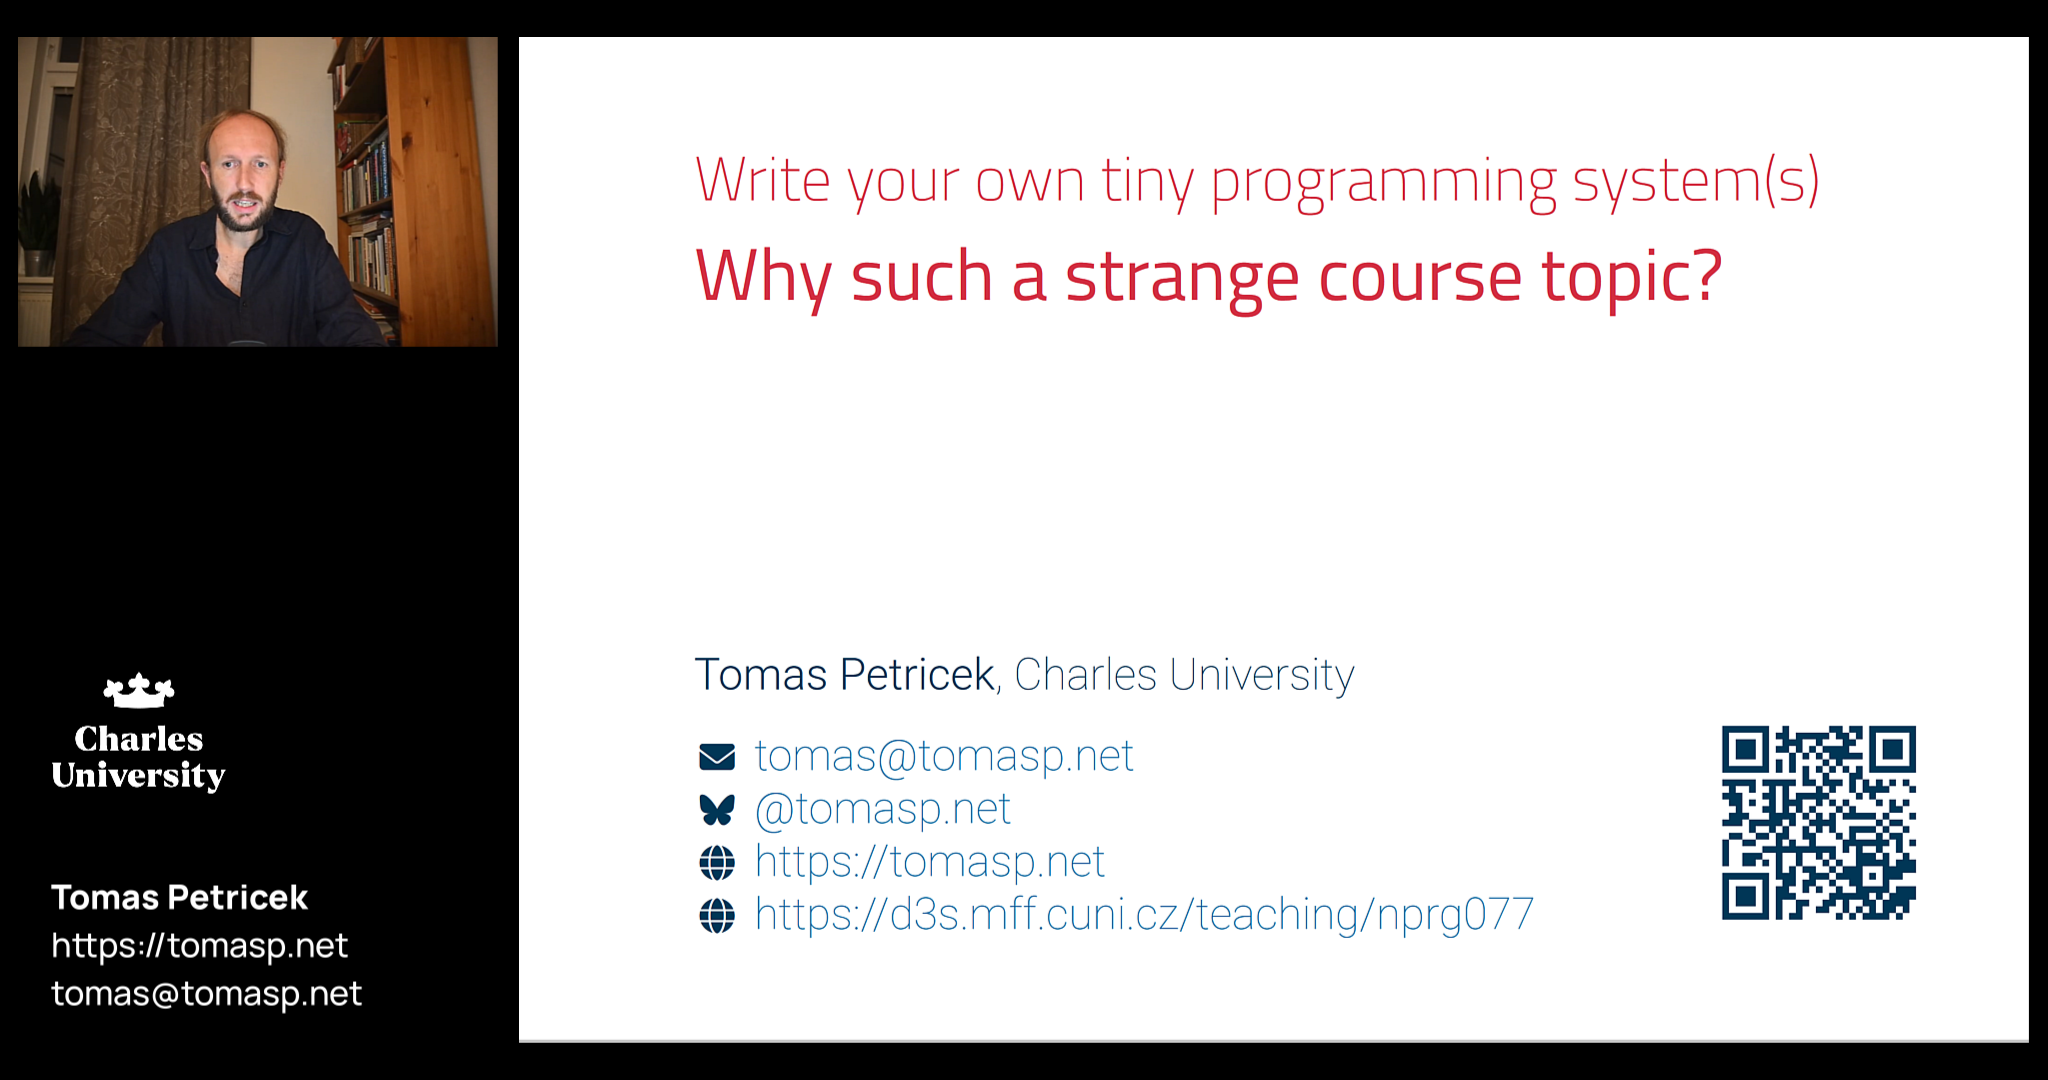 Write your own tiny programming system(s)
Why such a strange course topic?
Tomas Petricek, Charles University
tomas@tomasp.net
@tomasp.net
https://tomasp.net
https://d3s.mff.cuni.cz/teaching/nprg077
Charles
University
Tomas Petricek
https://tomasp.net
tomas@tomasp.net